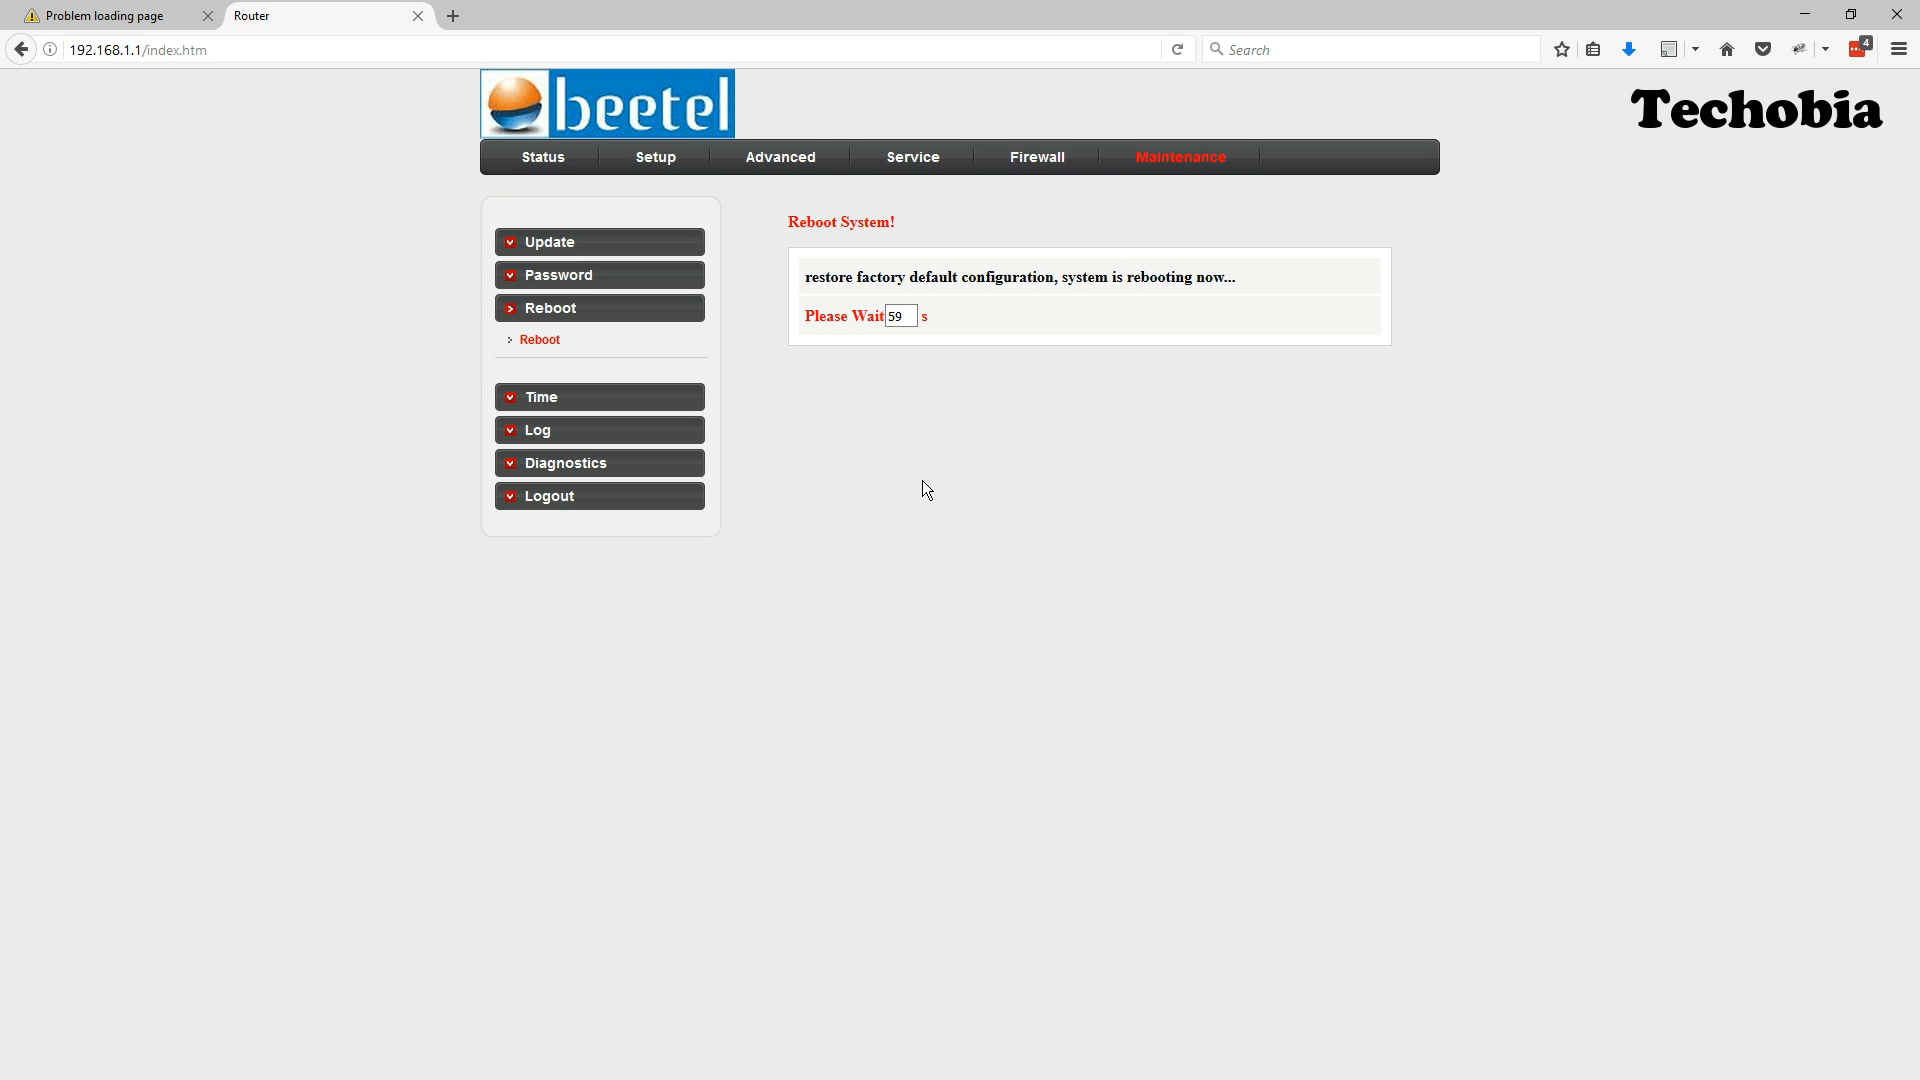 Problem loading page
Router
192.168.1.1/index.htm
Search
4
beetel
Techobia
Status Setup Advanced Service Firewall Maintenance
Update
Password
Reboot
Reboot
Time
Log
Diagnostics
Logout
Reboot System!
restore factory default configuration, system is rebooting now...
Please Wait 59 s